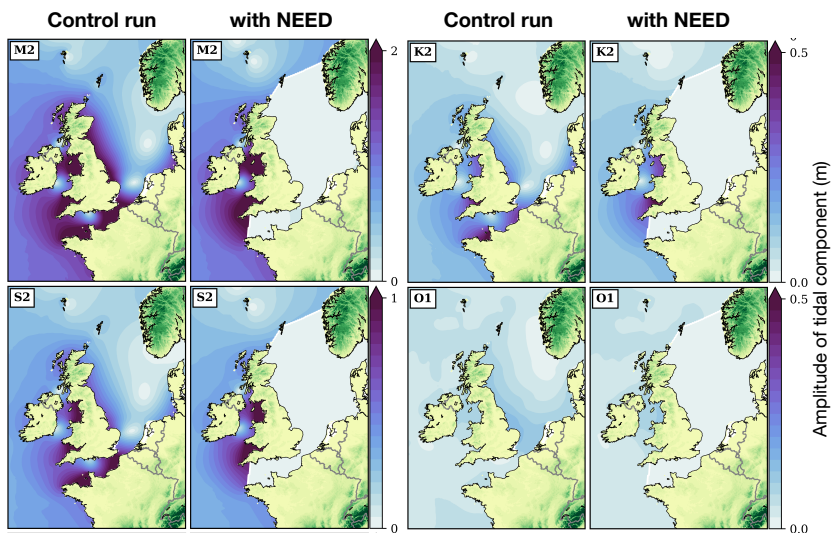 Control run with NEED Control run with NEED
M2 M2 2 K2 K2 0.5
0 0.0
S2 S2 1 O1 O1 0.5
0 0.0
Amplitude of tidal component (m)